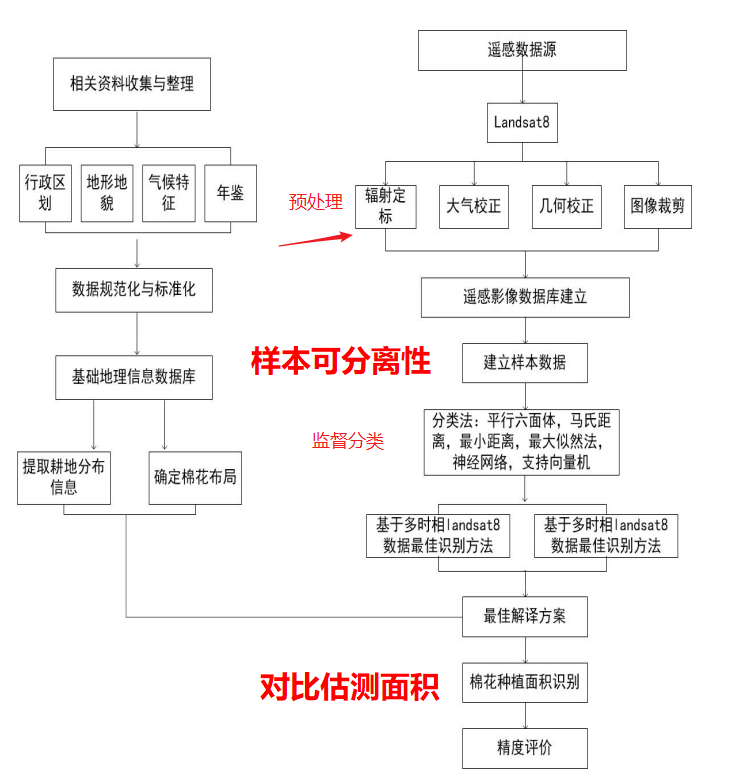 遥感数据源
相关资料收集与整理
Landsat8
行政区
划
地形地
貌
气候特
征
年鉴
预处理
辐射定
标
大气校正
几何校正
图像裁剪
数据规范化与标准化
遥感影像数据库建立
样本可分离性
建立样本数据
基础地理信息数据库
监督分类
分类法：平行六面体，马氏距
离，最小距离，最大似然法，
神经网络，支持向量机
提取耕地分布
信息
确定棉花布局
基于多时相landsat8
数据最佳识别方法
基于多时相landsat8
数据最佳识别方法
最佳解译方案
对比估测面积
棉花种植面积识别
精度评价